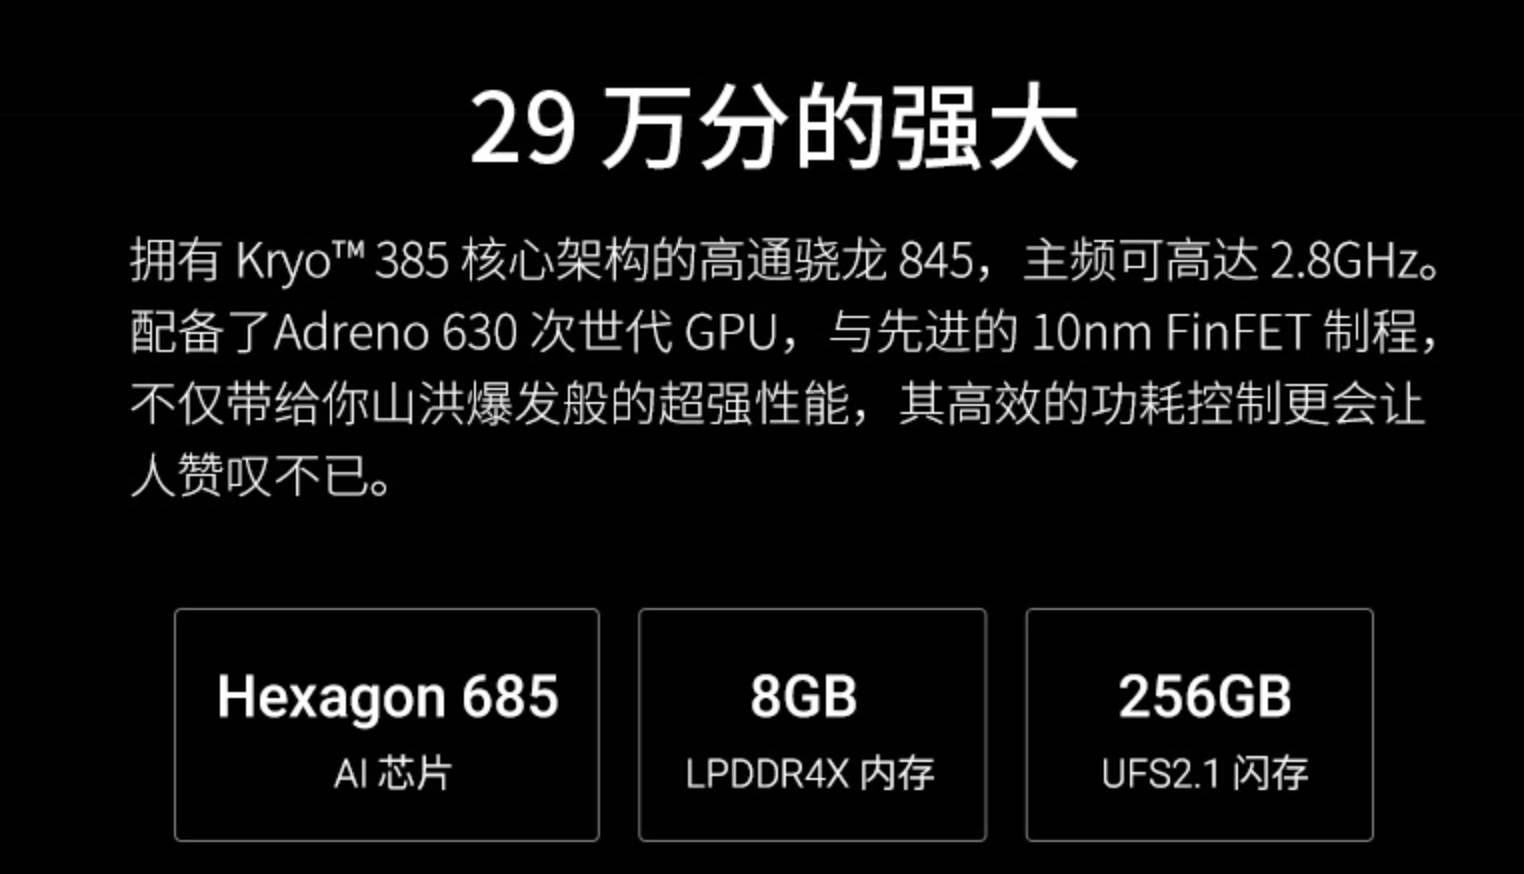 29 万分的强大
拥有 Kryo™ 385 核心架构的高通骁龙 845，主频可高达 2.8GHz。
配备了Adreno 630 次世代 GPU，与先进的 10nm FinFET 制程，
不仅带给你山洪爆发般的超强性能，其高效的功耗控制更会让
人赞叹不已。
Hexagon 685
AI 芯片
8GB
LPDDR4X 内存
256GB
UFS2.1 闪存